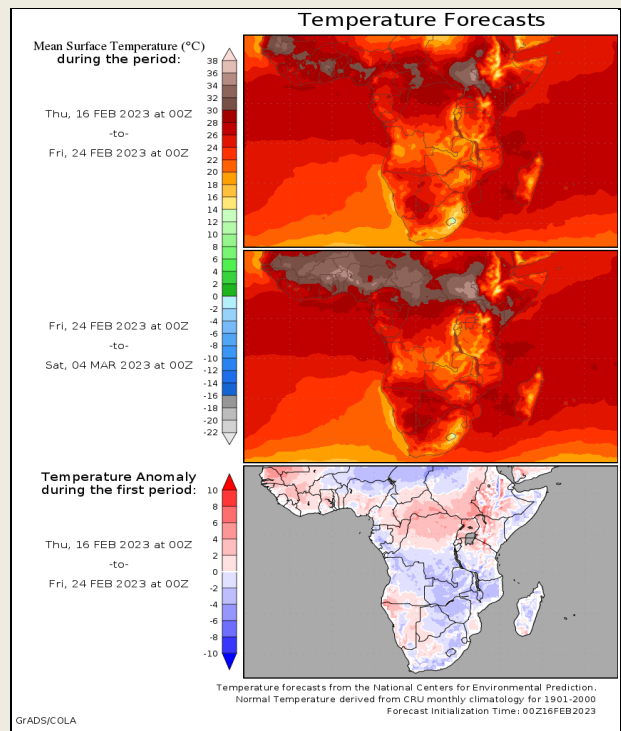 Temperature Forecasts
Mean Surface Temperature (°C)
during the period:
Thu, 16 FEB 2023 at 00Z
-to-
Fri, 24 FEB 2023 at 00Z
38
36
34
32
30
28
26
24
22
20
18
16
14
12
10
8
6
4
2
0
-2
-4
-6
-8
-10
-12
-14
-16
-18
-20
-22
Fri, 24 FEB 2023 at 00Z
-to-
Sat, 04 MAR 2023 at 00Z
Temperature Anomaly
during the first period:
Thu, 16 FEB 2023 at 00Z
-to-
Fri, 24 FEB 2023 at 00Z
10
8
6
4
2
0
-2
-4
-6
-8
-10
Temperature forecasts from the National Centers for Environmental Prediction.
Normal Temperature derived from CRU monthly climatology for 1901-2000
Forecast Initialization Time: 00Z16FEB2023
GrADS/COLA